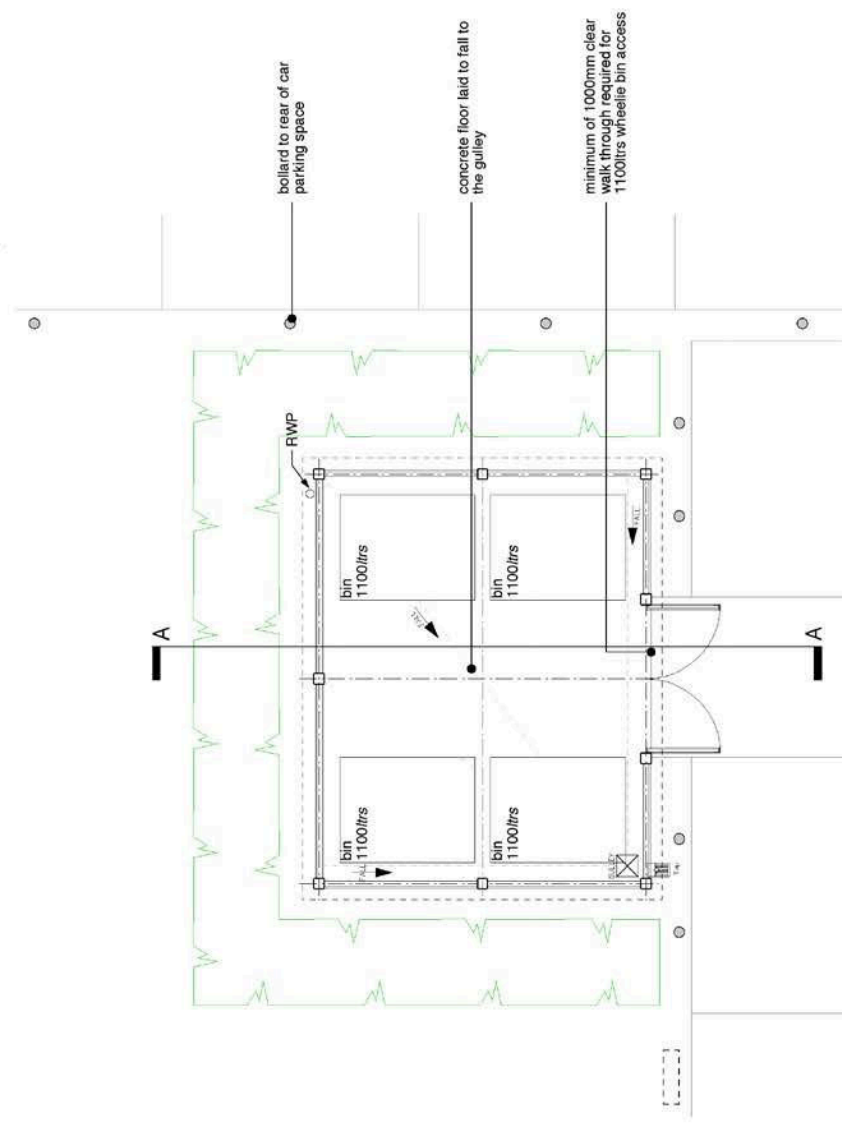 bollard to rear of car
parking space
concrete floor laid to fall to
the gulley
minimum of 1000mm clear
walk through required for
1100ltrs wheelie bin access
RWP
A
A
bin
1100ltrs
bin
1100ltrs
bin
1100ltrs
bin
1100ltrs
FALL
FALL
FALL
GULLEY